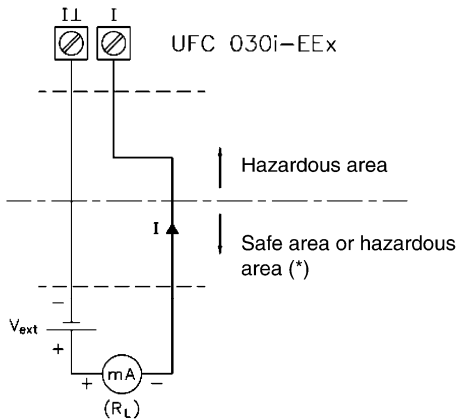 I⊥ I
UFC 030i-EEx
Hazardous area
I
Safe area or hazardous
area (*)
−
Vext
+
+ mA −
(RL)